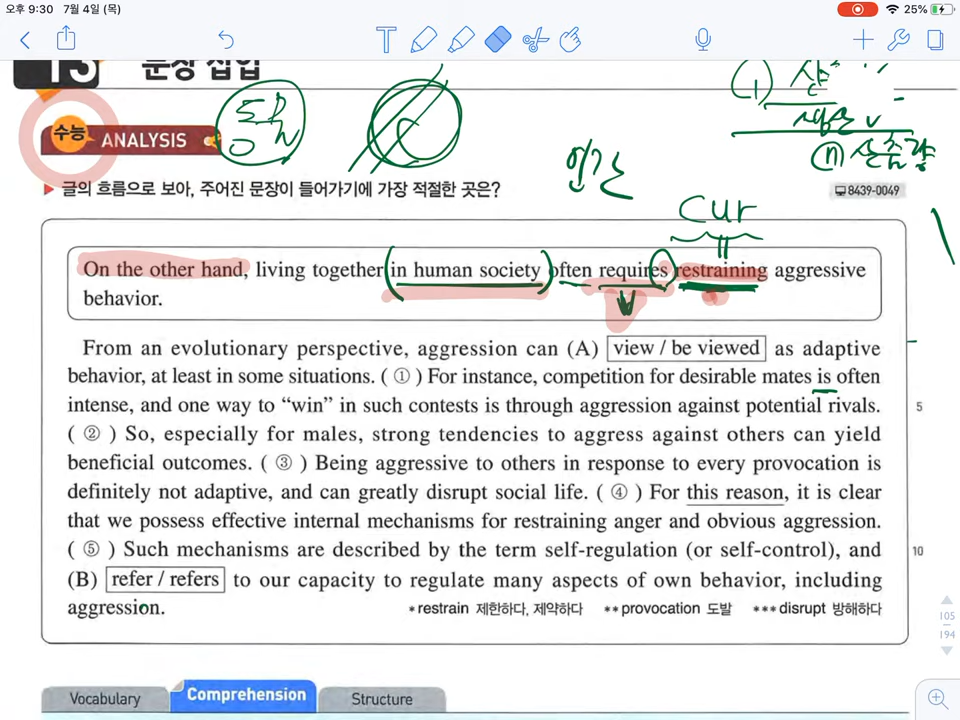 오후 9:30 7월 4일 (목)
25%
T
13 문장 삽입
수능 ANALYSIS
글의 흐름으로 보아, 주어진 문장이 들어가기에 가장 적절한 곳은?
8439-0049
인간
cur
On the other hand, living together in human society often requires restraining aggressive
behavior.
From an evolutionary perspective, aggression can (A) view / be viewed as adaptive
behavior, at least in some situations. ( ① ) For instance, competition for desirable mates is often
intense, and one way to “win” in such contests is through aggression against potential rivals.
5
( ② ) So, especially for males, strong tendencies to aggress against others can yield
beneficial outcomes. ( ③ ) Being aggressive to others in response to every provocation is
definitely not adaptive, and can greatly disrupt social life. ( ④ ) For this reason, it is clear
that we possess effective internal mechanisms for restraining anger and obvious aggression.
( ⑤ ) Such mechanisms are described by the term self-regulation (or self-control), and
10
(B) refer / refers to our capacity to regulate many aspects of own behavior, including
aggression.
*restrain 제한하다, 제약하다 **provocation 도발 ***disrupt 방해하다
105
194
Vocabulary Comprehension Structure